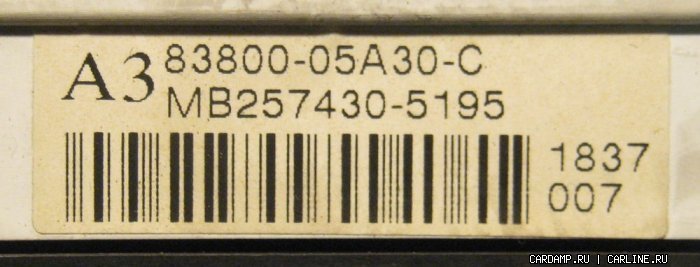 A3
83800-05A30-C
MB257430-5195
1837
007
CARDAMP.RU | CARLINE.RU